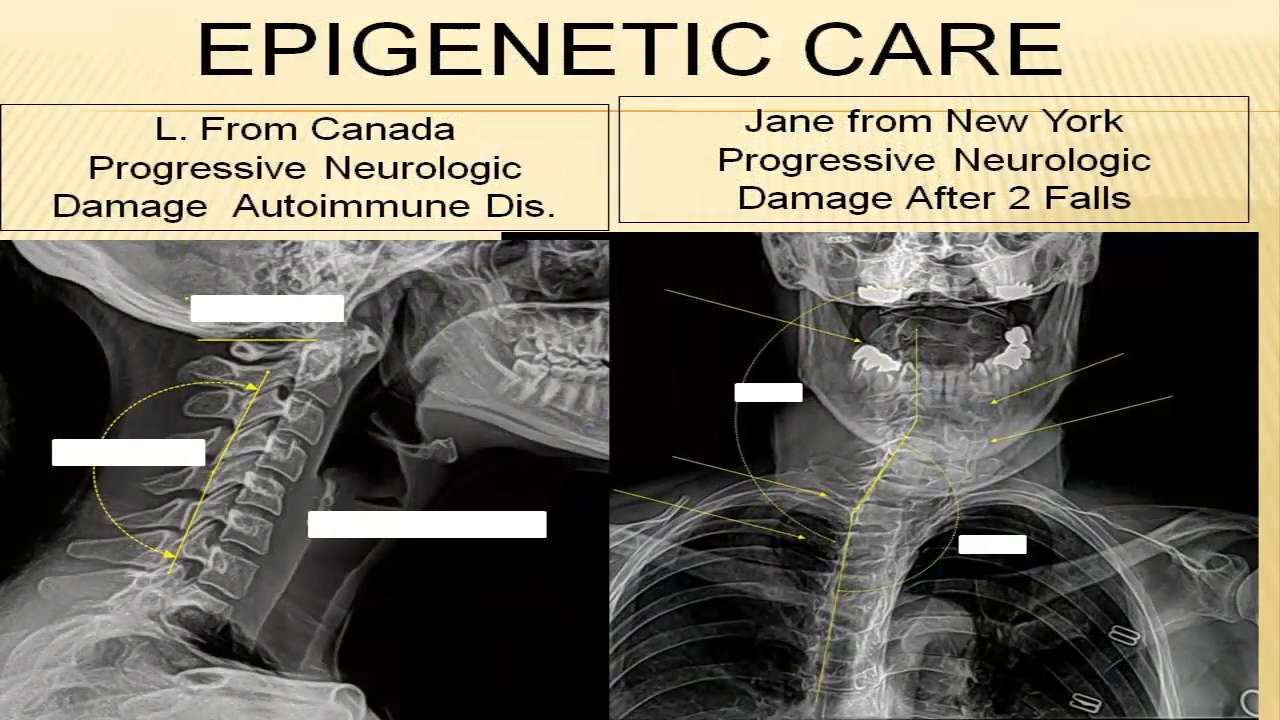 EPIGENETIC CARE
L. From Canada
Progressive Neurologic
Damage Autoimmune Dis.
Jane from New York
Progressive Neurologic
Damage After 2 Falls